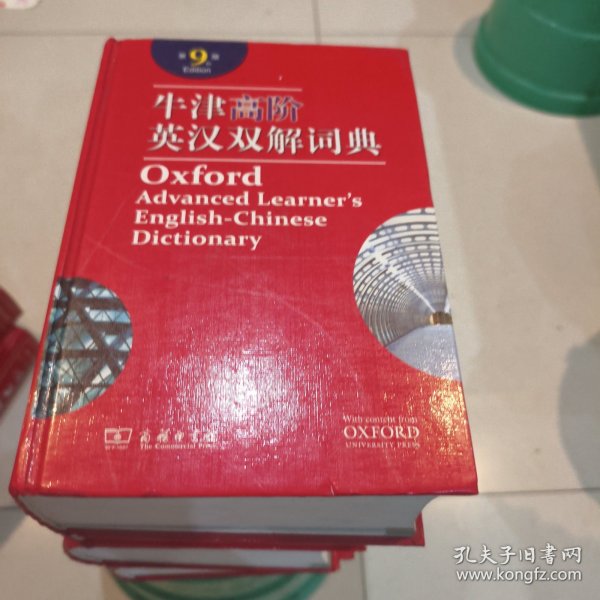 第9版
Edition
牛津高阶
英汉双解词典
Oxford
Advanced Learner's
English-Chinese
Dictionary
商务印书馆
The Commercial Press
With content from
OXFORD
UNIVERSITY PRESS
孔夫子旧书网
www.kongfz.com